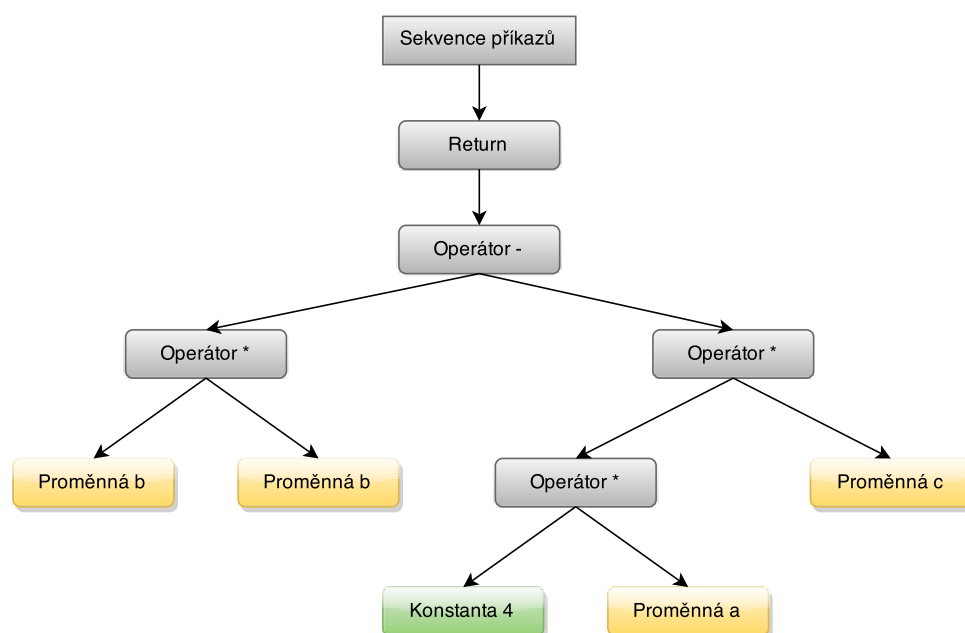 Sekvence příkazů
Return
Operátor -
Operátor *
Operátor *
Proměnná b
Proměnná b
Operátor *
Proměnná c
Konstanta 4
Proměnná a